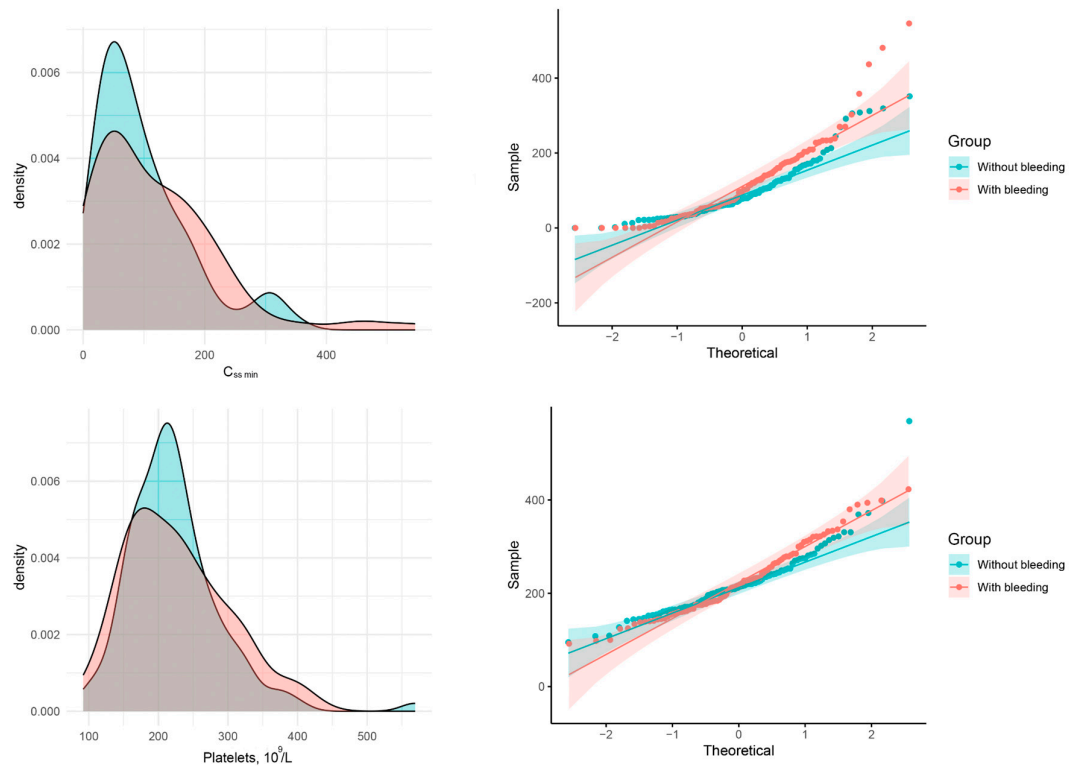 density
0.006
0.004
0.002
0.000
0
200
400
C ss min
Sample
400
200
0
−200
−2
−1
0
1
2
Theoretical
Group
Without bleeding
With bleeding
density
0.006
0.004
0.002
0.000
100
200
300
400
500
Platelets, 10⁹/L
Sample
400
200
0
−2
−1
0
1
2
Theoretical
Group
Without bleeding
With bleeding